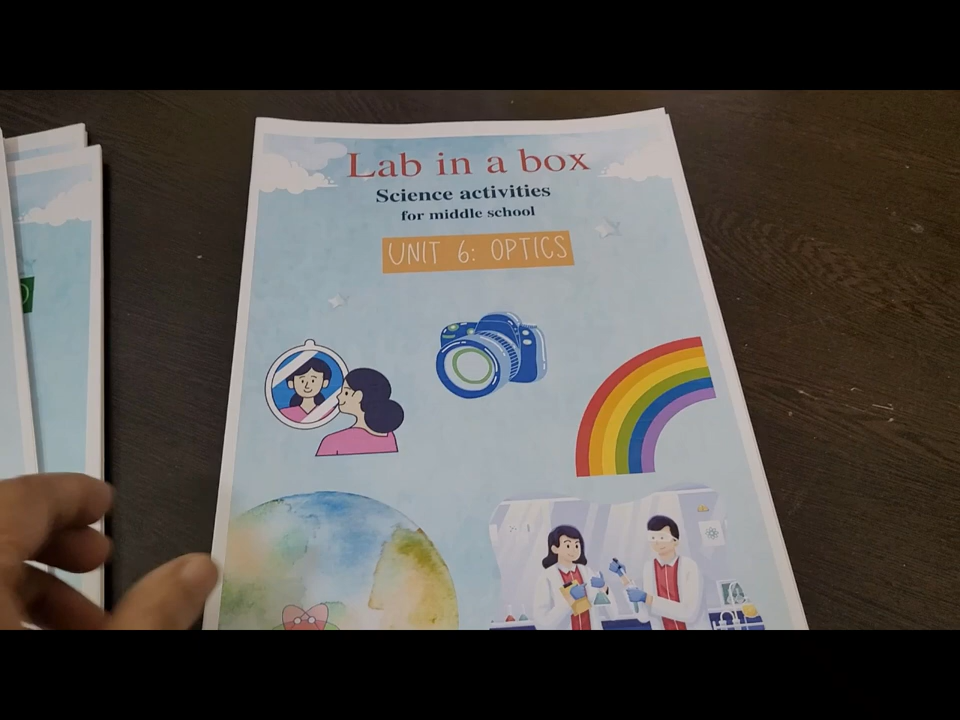 Lab in a box
Science activities
for middle school
UNIT 6: OPTICS